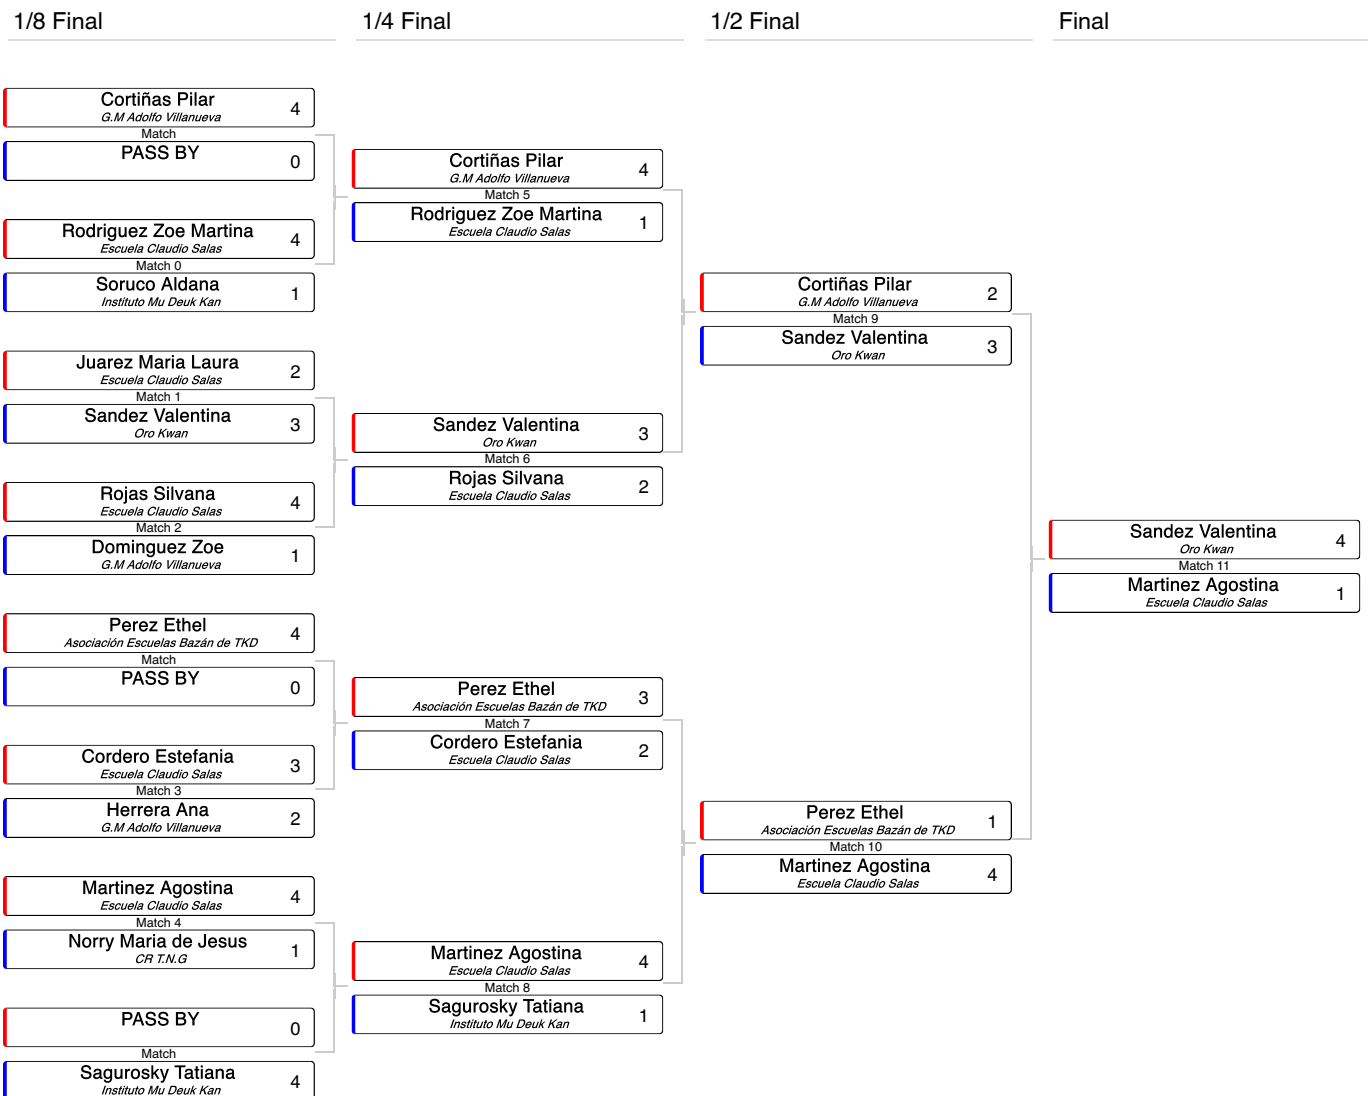 1/8 Final
1/4 Final
1/2 Final
Final
Cortiñas Pilar
G.M Adolfo Villanueva
4
Match
PASS BY
0
Rodriguez Zoe Martina
Escuela Claudio Salas
4
Match 0
Soruco Aldana
Instituto Mu Deuk Kan
1
Juarez Maria Laura
Escuela Claudio Salas
2
Match 1
Sandez Valentina
Oro Kwan
3
Rojas Silvana
Escuela Claudio Salas
4
Match 2
Dominguez Zoe
G.M Adolfo Villanueva
1
Perez Ethel
Asociación Escuelas Bazán de TKD
4
Match
PASS BY
0
Cordero Estefania
Escuela Claudio Salas
3
Match 3
Herrera Ana
G.M Adolfo Villanueva
2
Martinez Agostina
Escuela Claudio Salas
4
Match 4
Norry Maria de Jesus
CR T.N.G
1
PASS BY
0
Match
Sagurosky Tatiana
Instituto Mu Deuk Kan
4
Cortiñas Pilar
G.M Adolfo Villanueva
4
Match 5
Rodriguez Zoe Martina
Escuela Claudio Salas
1
Sandez Valentina
Oro Kwan
3
Match 6
Rojas Silvana
Escuela Claudio Salas
2
Perez Ethel
Asociación Escuelas Bazán de TKD
3
Match 7
Cordero Estefania
Escuela Claudio Salas
2
Martinez Agostina
Escuela Claudio Salas
4
Match 8
Sagurosky Tatiana
Instituto Mu Deuk Kan
1
Cortiñas Pilar
G.M Adolfo Villanueva
2
Match 9
Sandez Valentina
Oro Kwan
3
Perez Ethel
Asociación Escuelas Bazán de TKD
1
Match 10
Martinez Agostina
Escuela Claudio Salas
4
Sandez Valentina
Oro Kwan
4
Match 11
Martinez Agostina
Escuela Claudio Salas
1